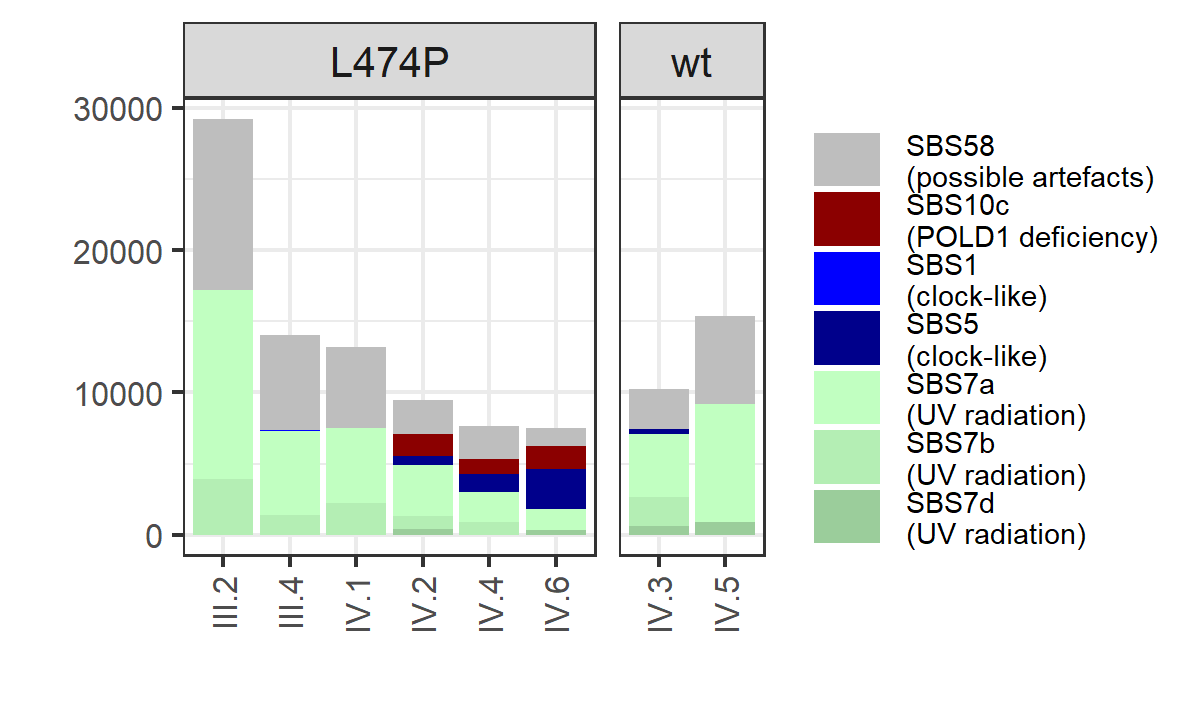 L474P
wt
30000
20000
10000
0
III.2
III.4
IV.1
IV.2
IV.4
IV.6
IV.3
IV.5
SBS58
(possible artefacts)
SBS10c
(POLD1 deficiency)
SBS1
(clock-like)
SBS5
(clock-like)
SBS7a
(UV radiation)
SBS7b
(UV radiation)
SBS7d
(UV radiation)